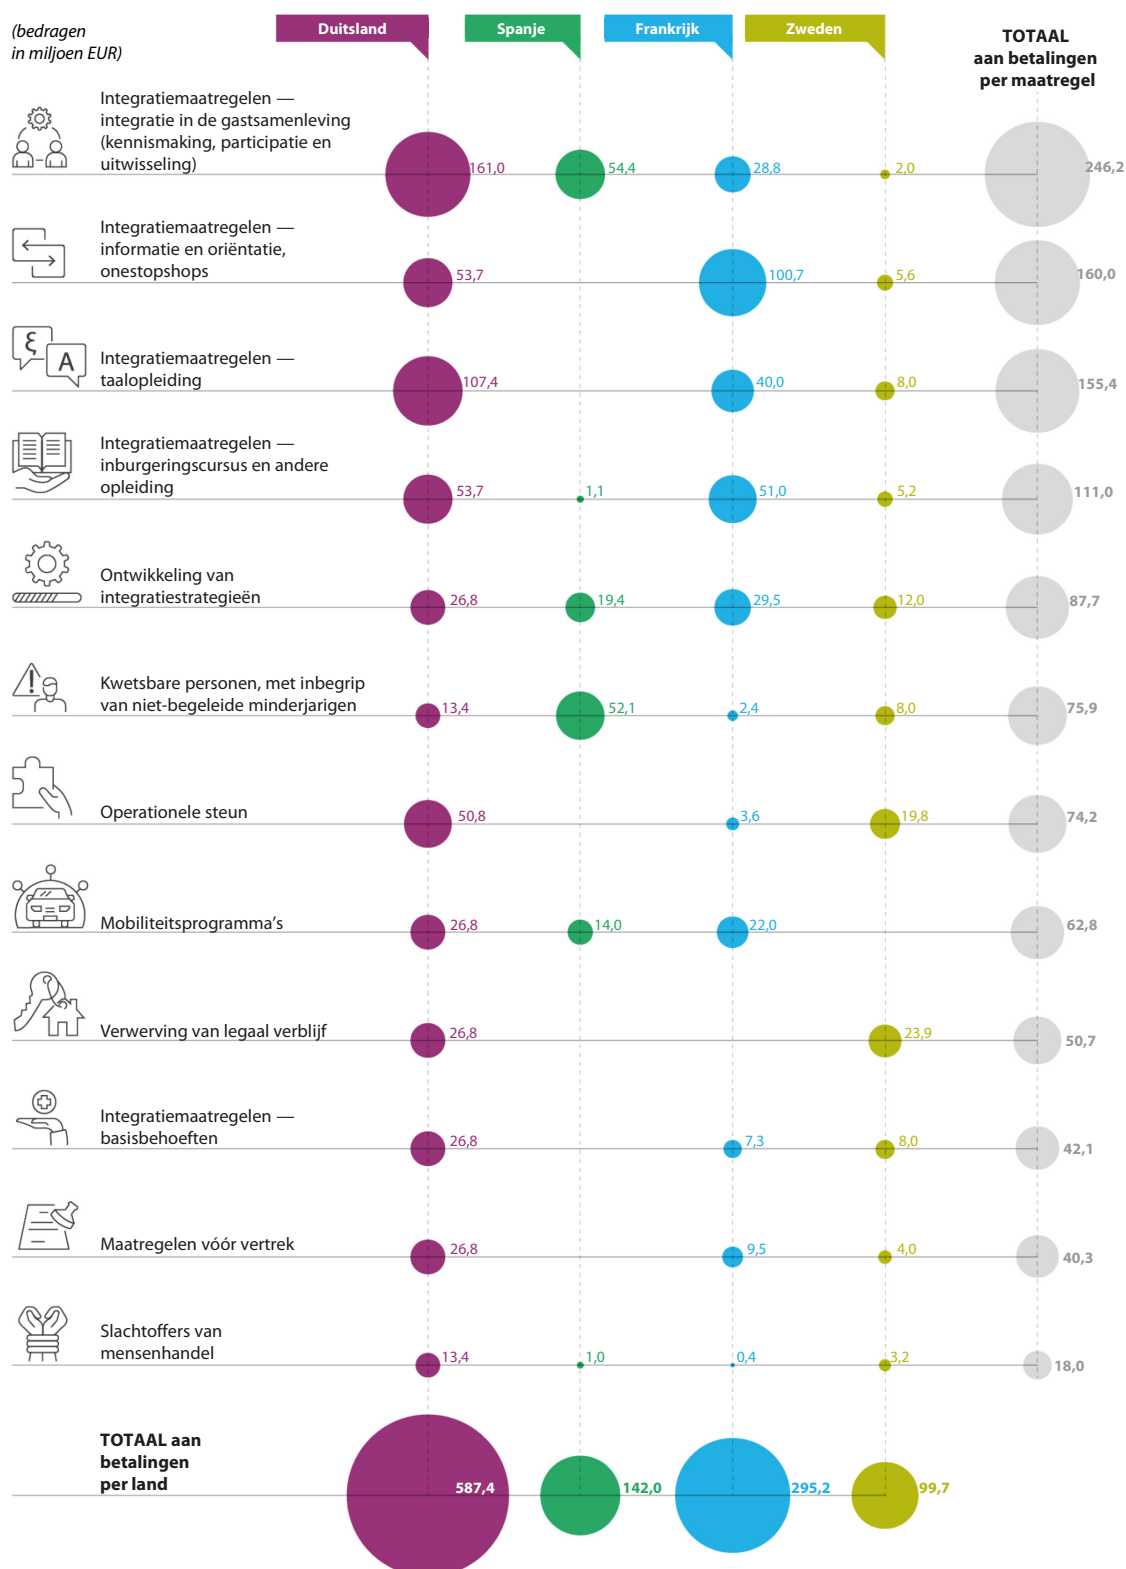 (bedragen
in miljoen EUR)
Duitsland
Spanje
Frankrijk
Zweden
TOTAAL
aan betalingen
per maatregel
Integratiemaatregelen —
integratie in de gastsamenleving
(kennismaking, participatie en
uitwisseling)
161,0
54,4
28,8
2,0
246,2
Integratiemaatregelen —
informatie en oriëntatie,
onestopshops
53,7
100,7
5,6
160,0
ξ
A
Integratiemaatregelen —
taalopleiding
107,4
40,0
8,0
155,4
Integratiemaatregelen —
inburgeringscursus en andere
opleiding
53,7
1,1
51,0
5,2
111,0
Ontwikkeling van
integratiestrategieën
26,8
19,4
29,5
12,0
87,7
Kwetsbare personen, met inbegrip
van niet-begeleide minderjarigen
13,4
52,1
2,4
8,0
75,9
Operationele steun
50,8
3,6
19,8
74,2
Mobiliteitsprogramma's
26,8
14,0
22,0
62,8
Verwerving van legaal verblijf
26,8
23,9
50,7
Integratiemaatregelen —
basisbehoeften
26,8
7,3
8,0
42,1
Maatregelen vóór vertrek
26,8
9,5
4,0
40,3
Slachtoffers van
mensenhandel
13,4
1,0
0,4
3,2
18,0
TOTAAL aan
betalingen
per land
587,4
142,0
295,2
99,7